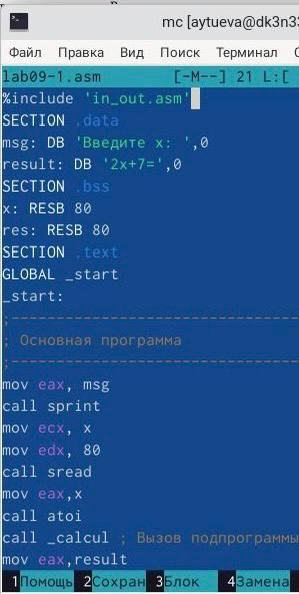 mc [aytueva@dk3n3
Файл Правка Вид Поиск Терминал
lab09-1.asm [-M--] 21 L:[
%include 'in_out.asm'
SECTION .data
msg: DB 'Введите x: ',0
result: DB '2x+7=',0
SECTION .bss
x: RESB 80
res: RESB 80
SECTION .text
GLOBAL _start
_start:
;------------------------------------------
; Основная программа
;------------------------------------------
mov eax, msg
call sprint
mov ecx, x
mov edx, 80
call sread
mov eax,x
call atoi
call _calcul ; Вызов подпрограммы
mov eax,result
1Помощь 2Сохран 3Блок 4Замена